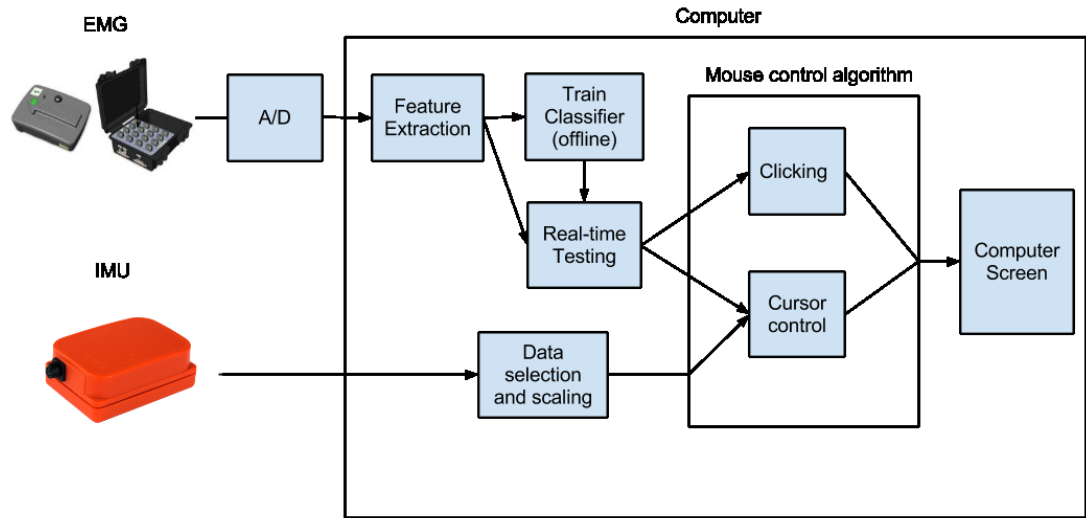 Computer
EMG
Mouse control algorithm
A/D
Feature
Extraction
Train
Classifier
(offline)
Clicking
Real-time
Testing
Computer
Screen
IMU
Cursor
control
Data
selection
and scaling